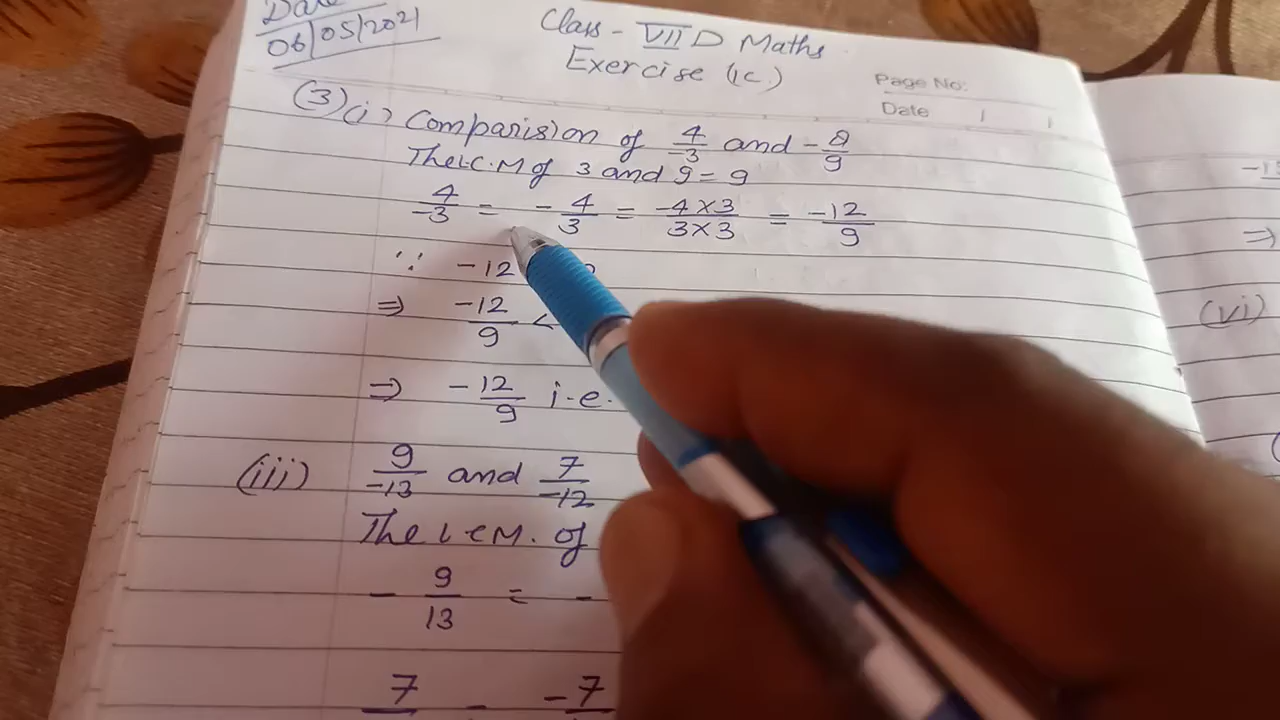 Date
06/05/2021
Class - VII D Maths
Exercise (1c)
Page No:
Date
(3) (i) Comparision of 4/-3 and -8/9
The L.C.M of 3 and 9 = 9
4/-3 = -4/3 = -4×3/3×3 = -12/9
∵ -12
⇒ -12/9 <
⇒ -12/9 i.e.
(iii) 9/-13 and 7/-12
The L.C.M. of
- 9/13 = -
7 - -7
⇒
(vi)